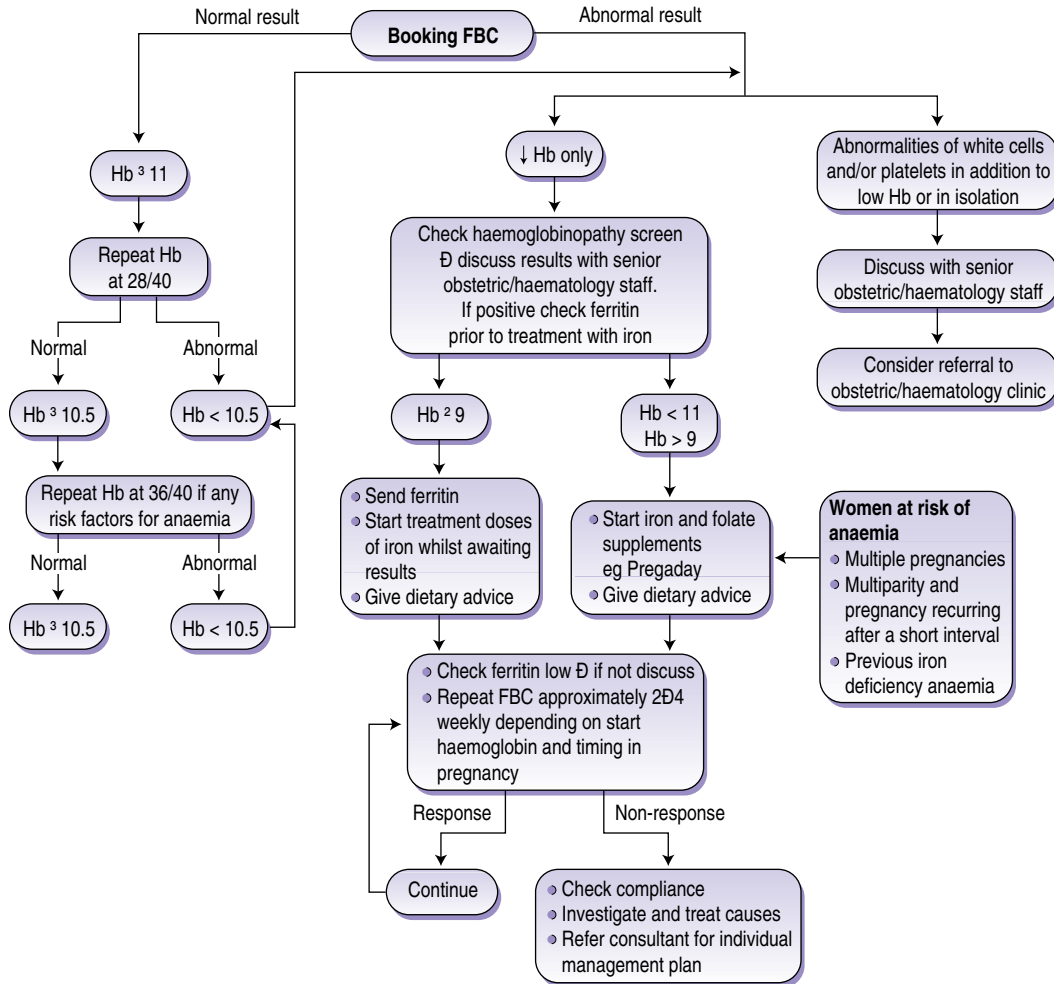 Normal result
Abnormal result
Booking FBC
Hb ³ 11
Repeat Hb
at 28/40
Normal
Abnormal
Hb ³ 10.5
Hb < 10.5
Repeat Hb at 36/40 if any
risk factors for anaemia
Normal
Abnormal
Hb ³ 10.5
Hb < 10.5
↓ Hb only
Check haemoglobinopathy screen
Đ discuss results with senior
obstetric/haematology staff.
If positive check ferritin
prior to treatment with iron
Hb ² 9
Hb < 11
Hb > 9
• Send ferritin
• Start treatment doses
of iron whilst awaiting
results
• Give dietary advice
• Start iron and folate
supplements
eg Pregaday
• Give dietary advice
Women at risk of
anaemia
• Multiple pregnancies
• Multiparity and
pregnancy recurring
after a short interval
• Previous iron
deficiency anaemia
• Check ferritin low Đ if not discuss
• Repeat FBC approximately 2Đ4
weekly depending on start
haemoglobin and timing in
pregnancy
Response
Non-response
Continue
• Check compliance
• Investigate and treat causes
• Refer consultant for individual
management plan
Abnormalities of white cells
and/or platelets in addition to
low Hb or in isolation
Discuss with senior
obstetric/haematology staff
Consider referral to
obstetric/haematology clinic